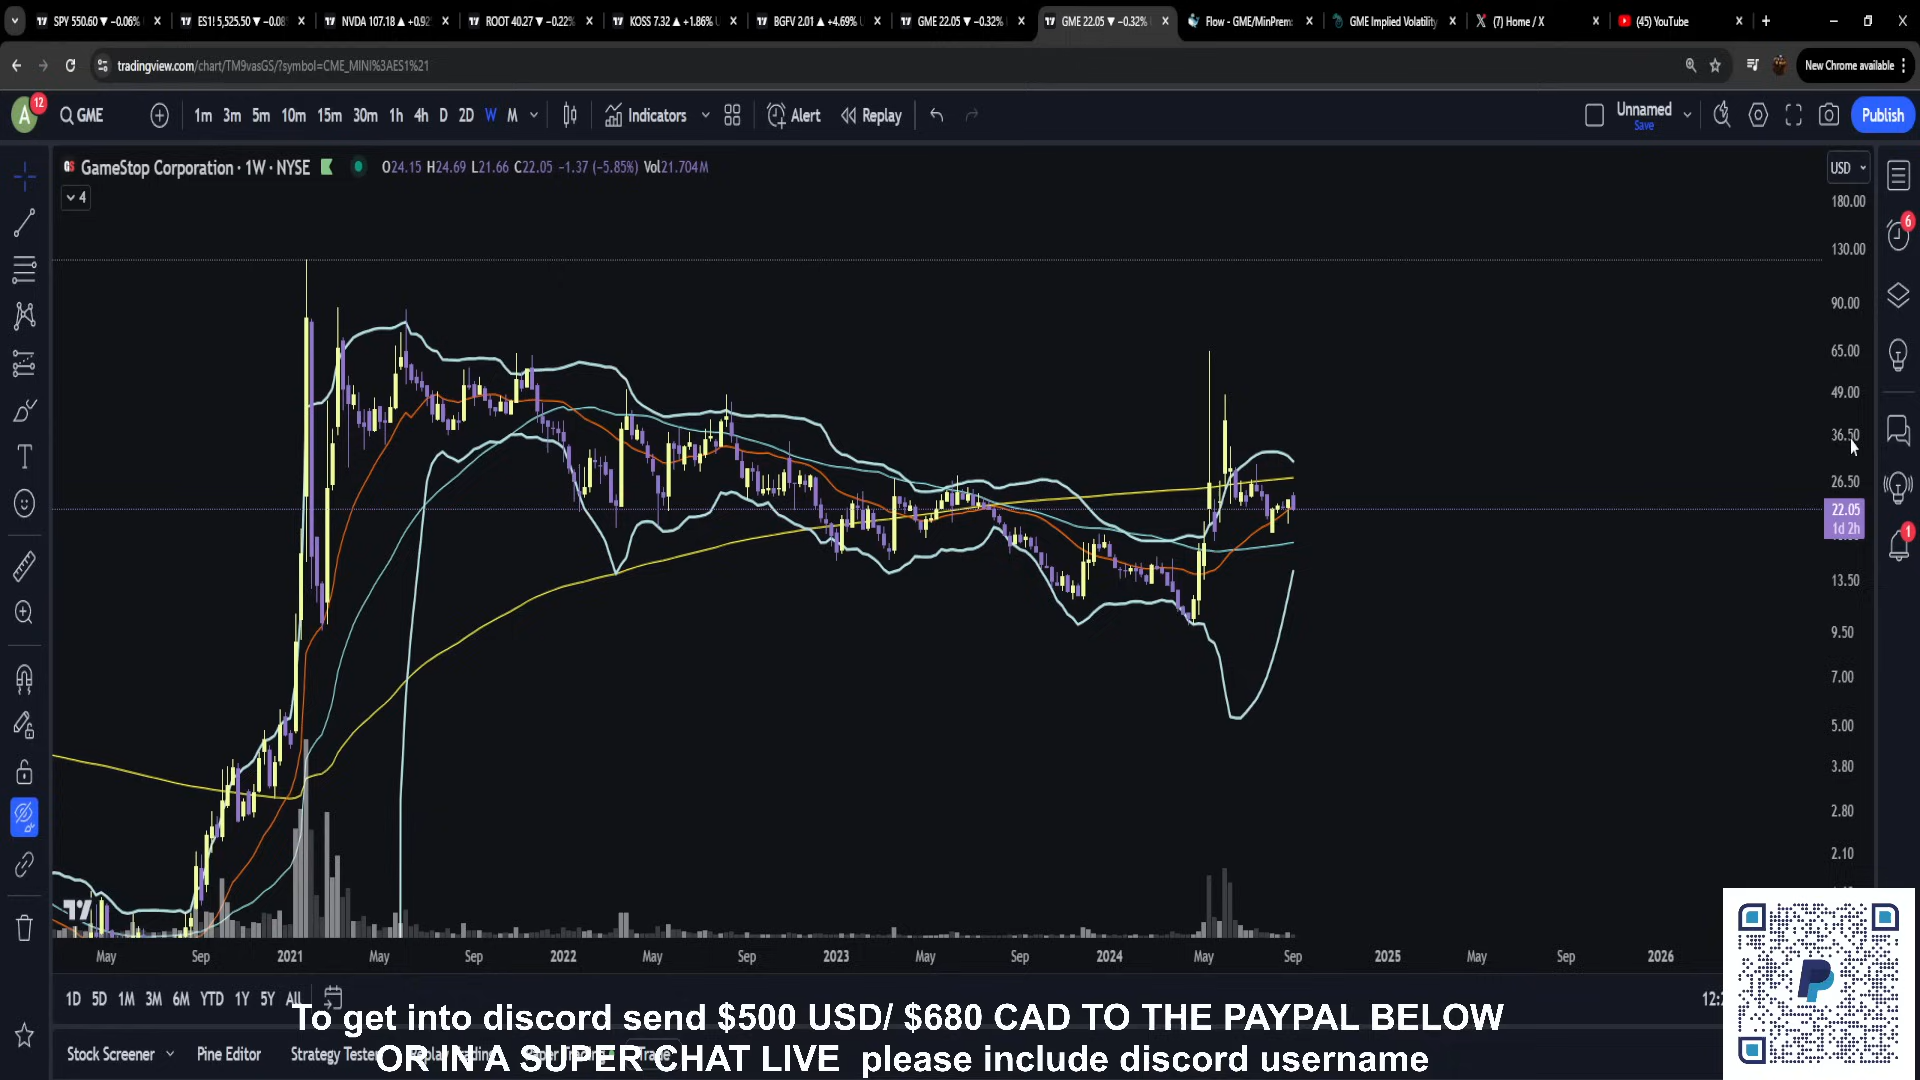 SPY 550.60 ▼ −0.06%
ES1! 5,525.50 ▼ −0.08%
NVDA 107.18 ▲ +0.92
ROOT 40.27 ▼ −0.22%
KOSS 7.32 ▲ +1.86%
BGFV 2.01 ▲ +4.69%
GME 22.05 ▼ −0.32%
GME 22.05 ▼ −0.32%
Flow - GME/MinPrem
GME Implied Volatility
(7) Home / X
(45) YouTube
tradingview.com/chart/TM9vasGS/?symbol=CME_MINI%3AES1%21
New Chrome available
A 12
GME
1m 3m 5m 10m 15m 30m 1h 4h D 2D W M
Indicators
Alert
Replay
Unnamed
Save
Publish
GameStop Corporation · 1W · NYSE
O24.15 H24.69 L21.66 C22.05 −1.37 (−5.85%) Vol21.704M
USD
4
180.00
130.00
90.00
65.00
49.00
36.50
26.50
22.05
1d 2h
13.50
9.50
7.00
5.00
3.80
2.80
2.10
6
1
May Sep 2021 May Sep 2022 May Sep 2023 May Sep 2024 May Sep 2025 May Sep 2026
1D 5D 1M 3M 6M YTD 1Y 5Y All
To get into discord send $500 USD/ $680 CAD TO THE PAYPAL BELOW
OR IN A SUPER CHAT LIVE please include discord username
Stock Screener
Pine Editor
Strategy Tester
Trade